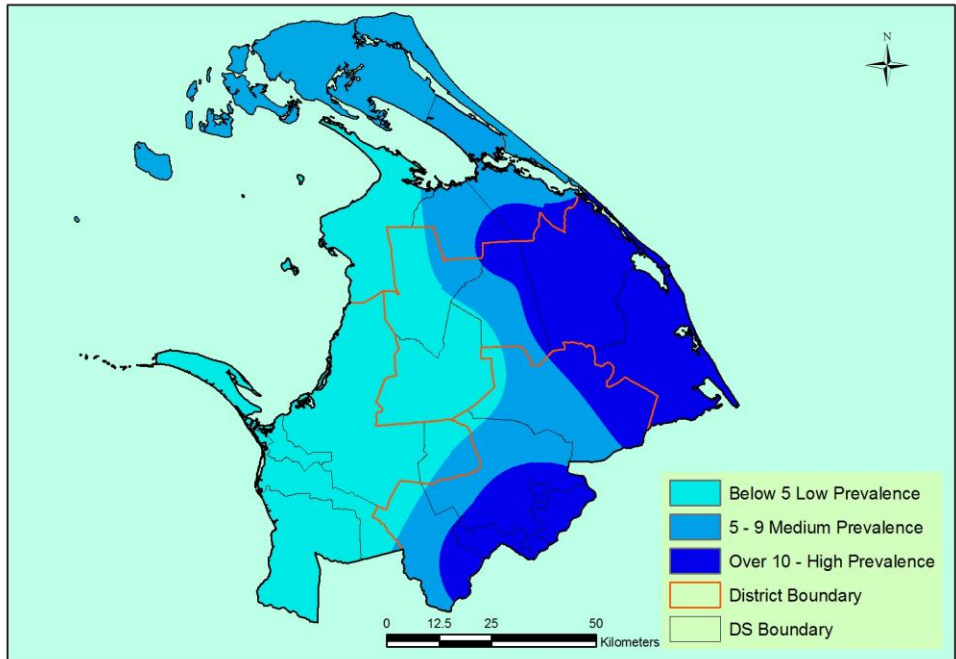 N
Below 5 Low Prevalence
5 - 9 Medium Prevalence
Over 10 - High Prevalence
District Boundary
DS Boundary
0 12.5 25 50
Kilometers